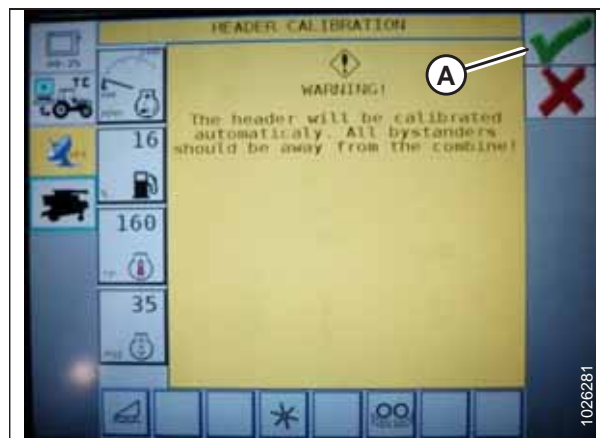 HEADER CALIBRATION
A
WARNING!
The header will be calibrated
automaticaly. All bystanders
should be away from the combine!
TC
16
160
35
1026281